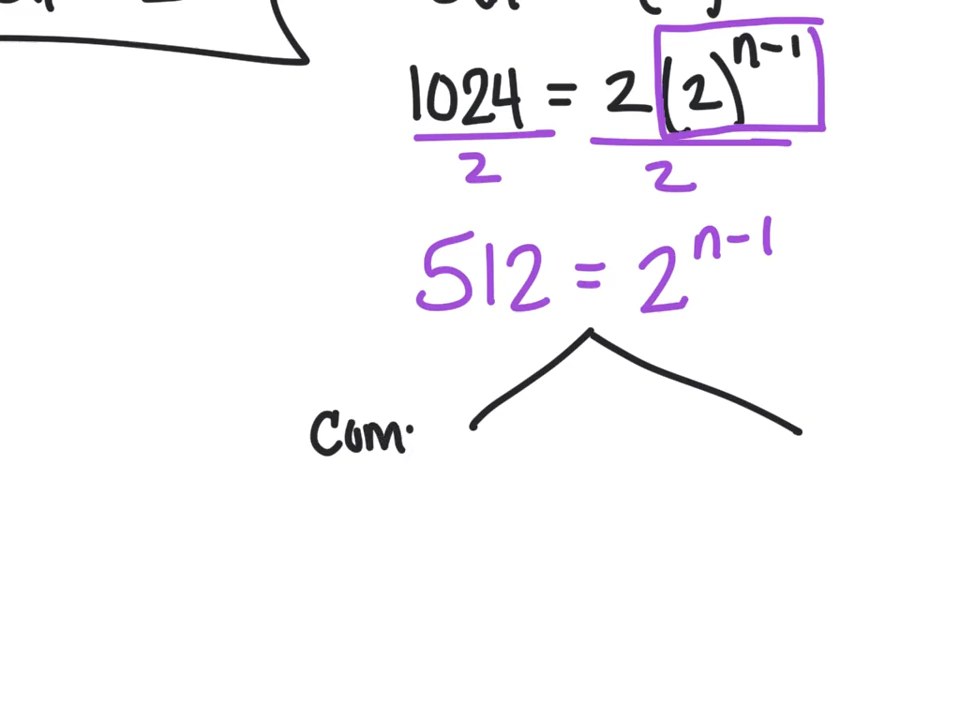 1024 = 2(2)^{n-1}
2 2
512 = 2^{n-1}
Com